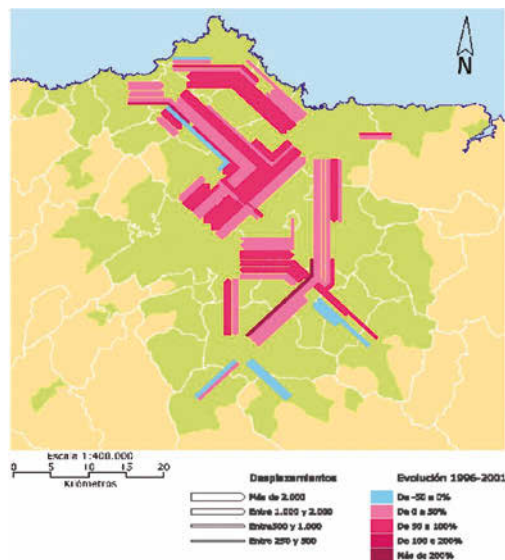 N
Escala 1:400.000
0 5 10 15 20
Kilómetros
Desplazamientos
Más de 2.000
Entre 1.000 y 2.000
Entre500 y 1.000
Entre 250 y 500
Evolución 1996-2001
De -50 a 0%
De 0 a 50%
De 50 a 100%
De 100 a 200%
Más de 200%